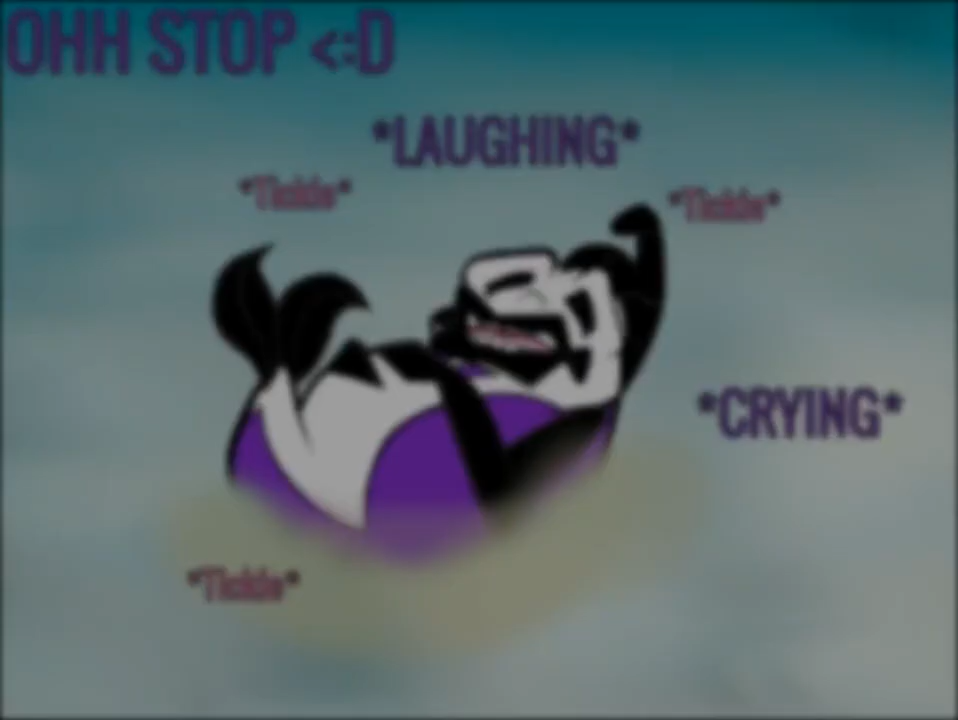 OHH STOP <:D
*LAUGHING*
*Tickle*
*Tickle*
*CRYING*
*Tickle*